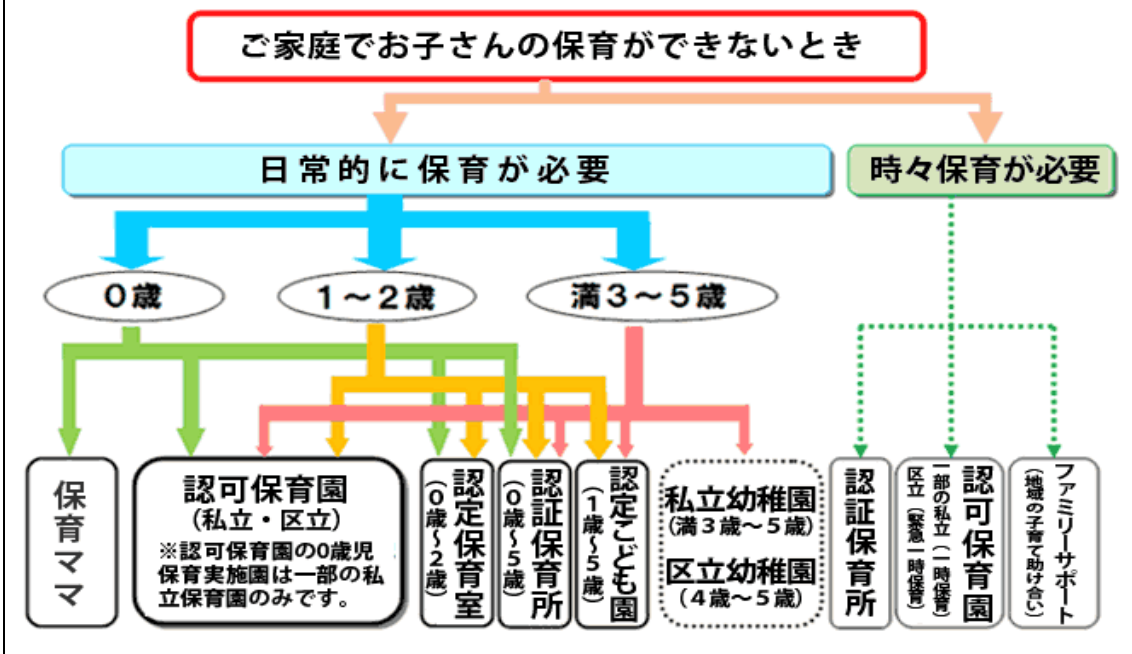 ご家庭でお子さんの保育ができないとき
日常的に保育が必要
時々保育が必要
０歳
１～２歳
満３～５歳
保育ママ
認可保育園
（私立・区立）
※認可保育園の0歳児
保育実施園は一部の私
立保育園のみです。
認定保育室
（０歳～２歳）
認証保育所
（０歳～５歳）
認定こども園
（１歳～５歳）
私立幼稚園
（満３歳～５歳）
区立幼稚園
（４歳～５歳）
認証保育所
認可保育園
一部の私立（一時保育）
区立（緊急一時保育）
ファミリーサポート
（地域の子育て助け合い）